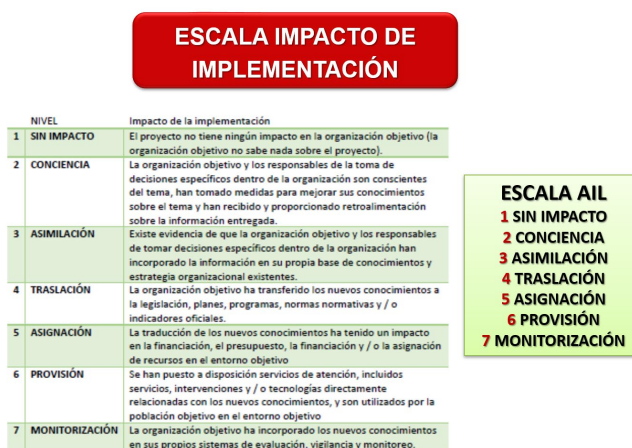 ESCALA IMPACTO DE
IMPLEMENTACIÓN
NIVEL Impacto de la implementación
1 SIN IMPACTO El proyecto no tiene ningún impacto en la organización objetivo (la
organización objetivo no sabe nada sobre el proyecto).
2 CONCIENCIA La organización objetivo y los responsables de la toma de
decisiones específicos dentro de la organización son conscientes
del tema, han tomado medidas para mejorar sus conocimientos
sobre el tema y han recibido y proporcionado retroalimentación
sobre la información entregada.
3 ASIMILACIÓN Existe evidencia de que la organización objetivo y los responsables
de tomar decisiones específicos dentro de la organización han
incorporado la información en su propia base de conocimientos y
estrategia organizacional existentes.
4 TRASLACIÓN La organización objetivo ha transferido los nuevos conocimientos a
la legislación, planes, programas, normas normativas y / o
indicadores oficiales.
5 ASIGNACIÓN La traducción de los nuevos conocimientos ha tenido un impacto
en la financiación, el presupuesto, la financiación y / o la asignación
de recursos en el entorno objetivo
6 PROVISIÓN Se han puesto a disposición servicios de atención, incluidos
servicios, intervenciones y / o tecnologías directamente
relacionadas con los nuevos conocimientos, y son utilizados por la
población objetivo en el entorno objetivo
7 MONITORIZACIÓN La organización objetivo ha incorporado los nuevos conocimientos
en sus propios sistemas de evaluación, vigilancia y monitoreo.
ESCALA AIL
1 SIN IMPACTO
2 CONCIENCIA
3 ASIMILACIÓN
4 TRASLACIÓN
5 ASIGNACIÓN
6 PROVISIÓN
7 MONITORIZACIÓN